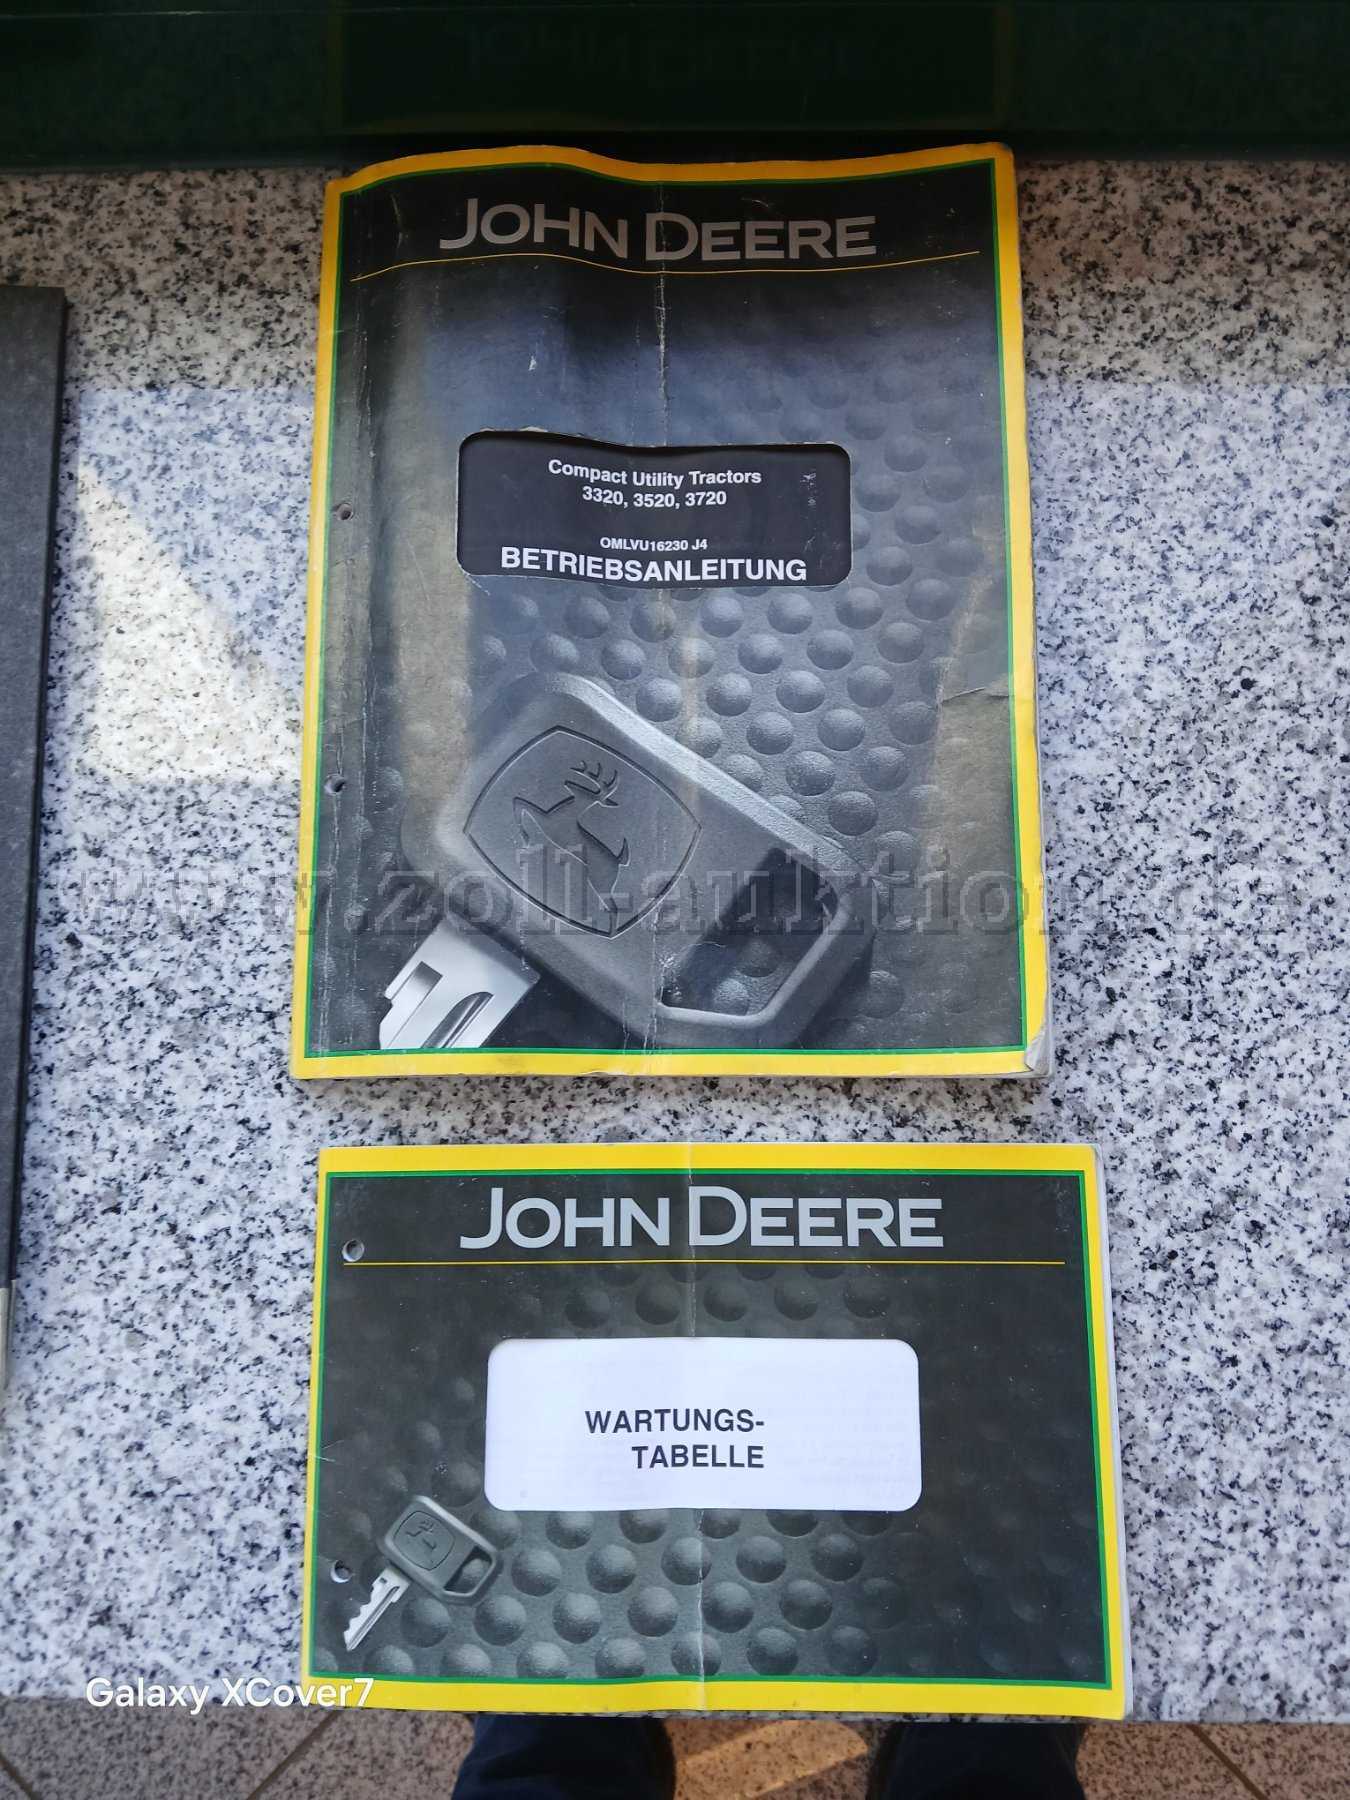 JOHN DEERE
Compact Utility Tractors
3320, 3520, 3720
OMLVU16230 J4
BETRIEBSANLEITUNG
www.zoll-auktion.de
JOHN DEERE
WARTUNGS-
TABELLE
Galaxy XCover7